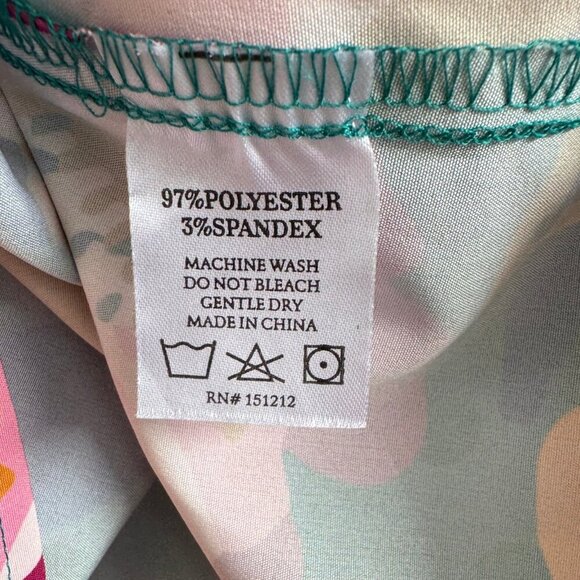 97%POLYESTER
3%SPANDEX
MACHINE WASH
DO NOT BLEACH
GENTLE DRY
MADE IN CHINA
RN# 151212